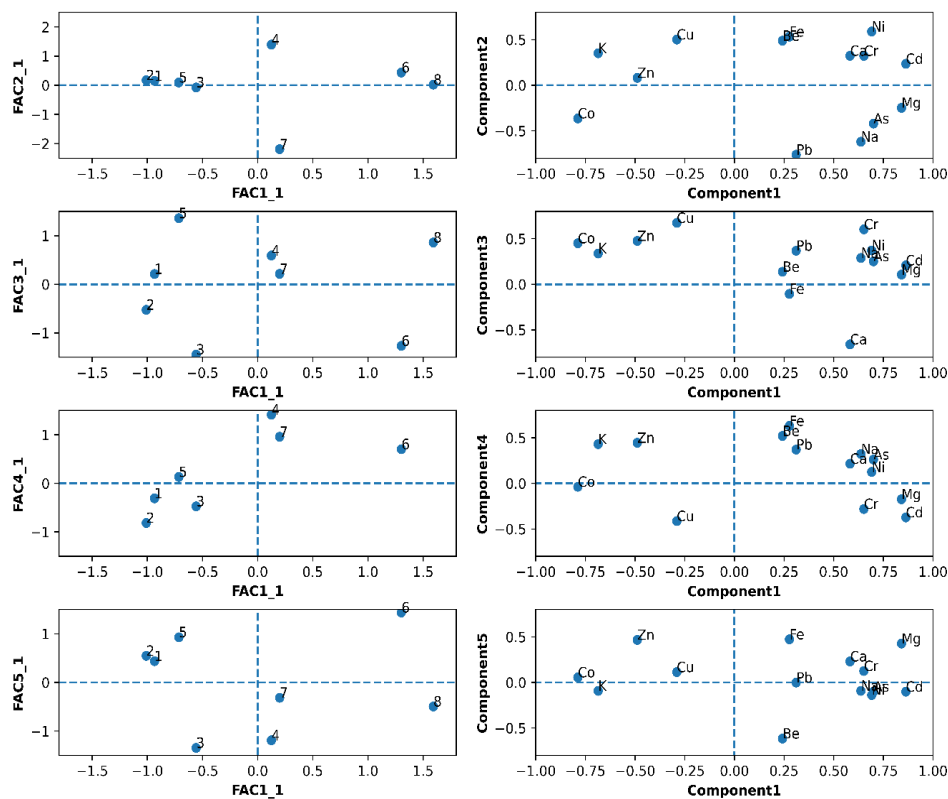 2
1
0
−1
−2
FAC2_1
2 1 5 3 4 7 6 8
−1.5 −1.0 −0.5 0.0 0.5 1.0 1.5
FAC1_1
0.5
0.0
−0.5
Component2
K Co Zn Cu Be Fe Pb Ca Cr Ni Cd Mg As Na
−1.00 −0.75 −0.50 −0.25 0.00 0.25 0.50 0.75 1.00
Component1
1
0
−1
FAC3_1
5 1 2 3 4 7 8 6
−1.5 −1.0 −0.5 0.0 0.5 1.0 1.5
FAC1_1
0.5
0.0
−0.5
Component3
Co K Zn Cu Be Fe Pb Cr Ni Na As Cd Mg Ca
−1.00 −0.75 −0.50 −0.25 0.00 0.25 0.50 0.75 1.00
Component1
1
0
−1
FAC4_1
2 1 5 3 4 7 6
−1.5 −1.0 −0.5 0.0 0.5 1.0 1.5
FAC1_1
0.5
0.0
−0.5
Component4
Co K Zn Cu Fe Be Pb Na Ca As Ni Cr Mg Cd
−1.00 −0.75 −0.50 −0.25 0.00 0.25 0.50 0.75 1.00
Component1
1
0
−1
FAC5_1
2 1 5 3 7 4 6 8
−1.5 −1.0 −0.5 0.0 0.5 1.0 1.5
FAC1_1
0.5
0.0
−0.5
Component5
Co K Zn Cu Fe Pb Be Ca Cr Na As Ni Mg Cd
−1.00 −0.75 −0.50 −0.25 0.00 0.25 0.50 0.75 1.00
Component1